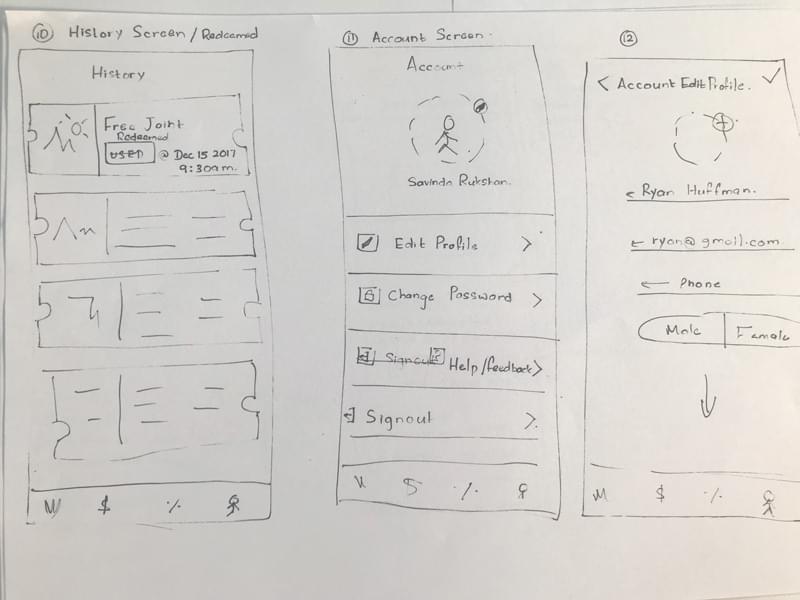 10 History Screen / Redeemed
History
Free Joint
Redeemed
USED @ Dec 15 2017
9:30am.
M $ ·/.
11 Account Screen.
Account
Savinda Rukshan.
Edit Profile >
Change Password >
Signout Help/feedback >
Signout >
$ ·/.
12
< Account Edit Profile.
Ryan Huffman.
ryan@gmail.com
Phone
Male Female
M $ ·/.